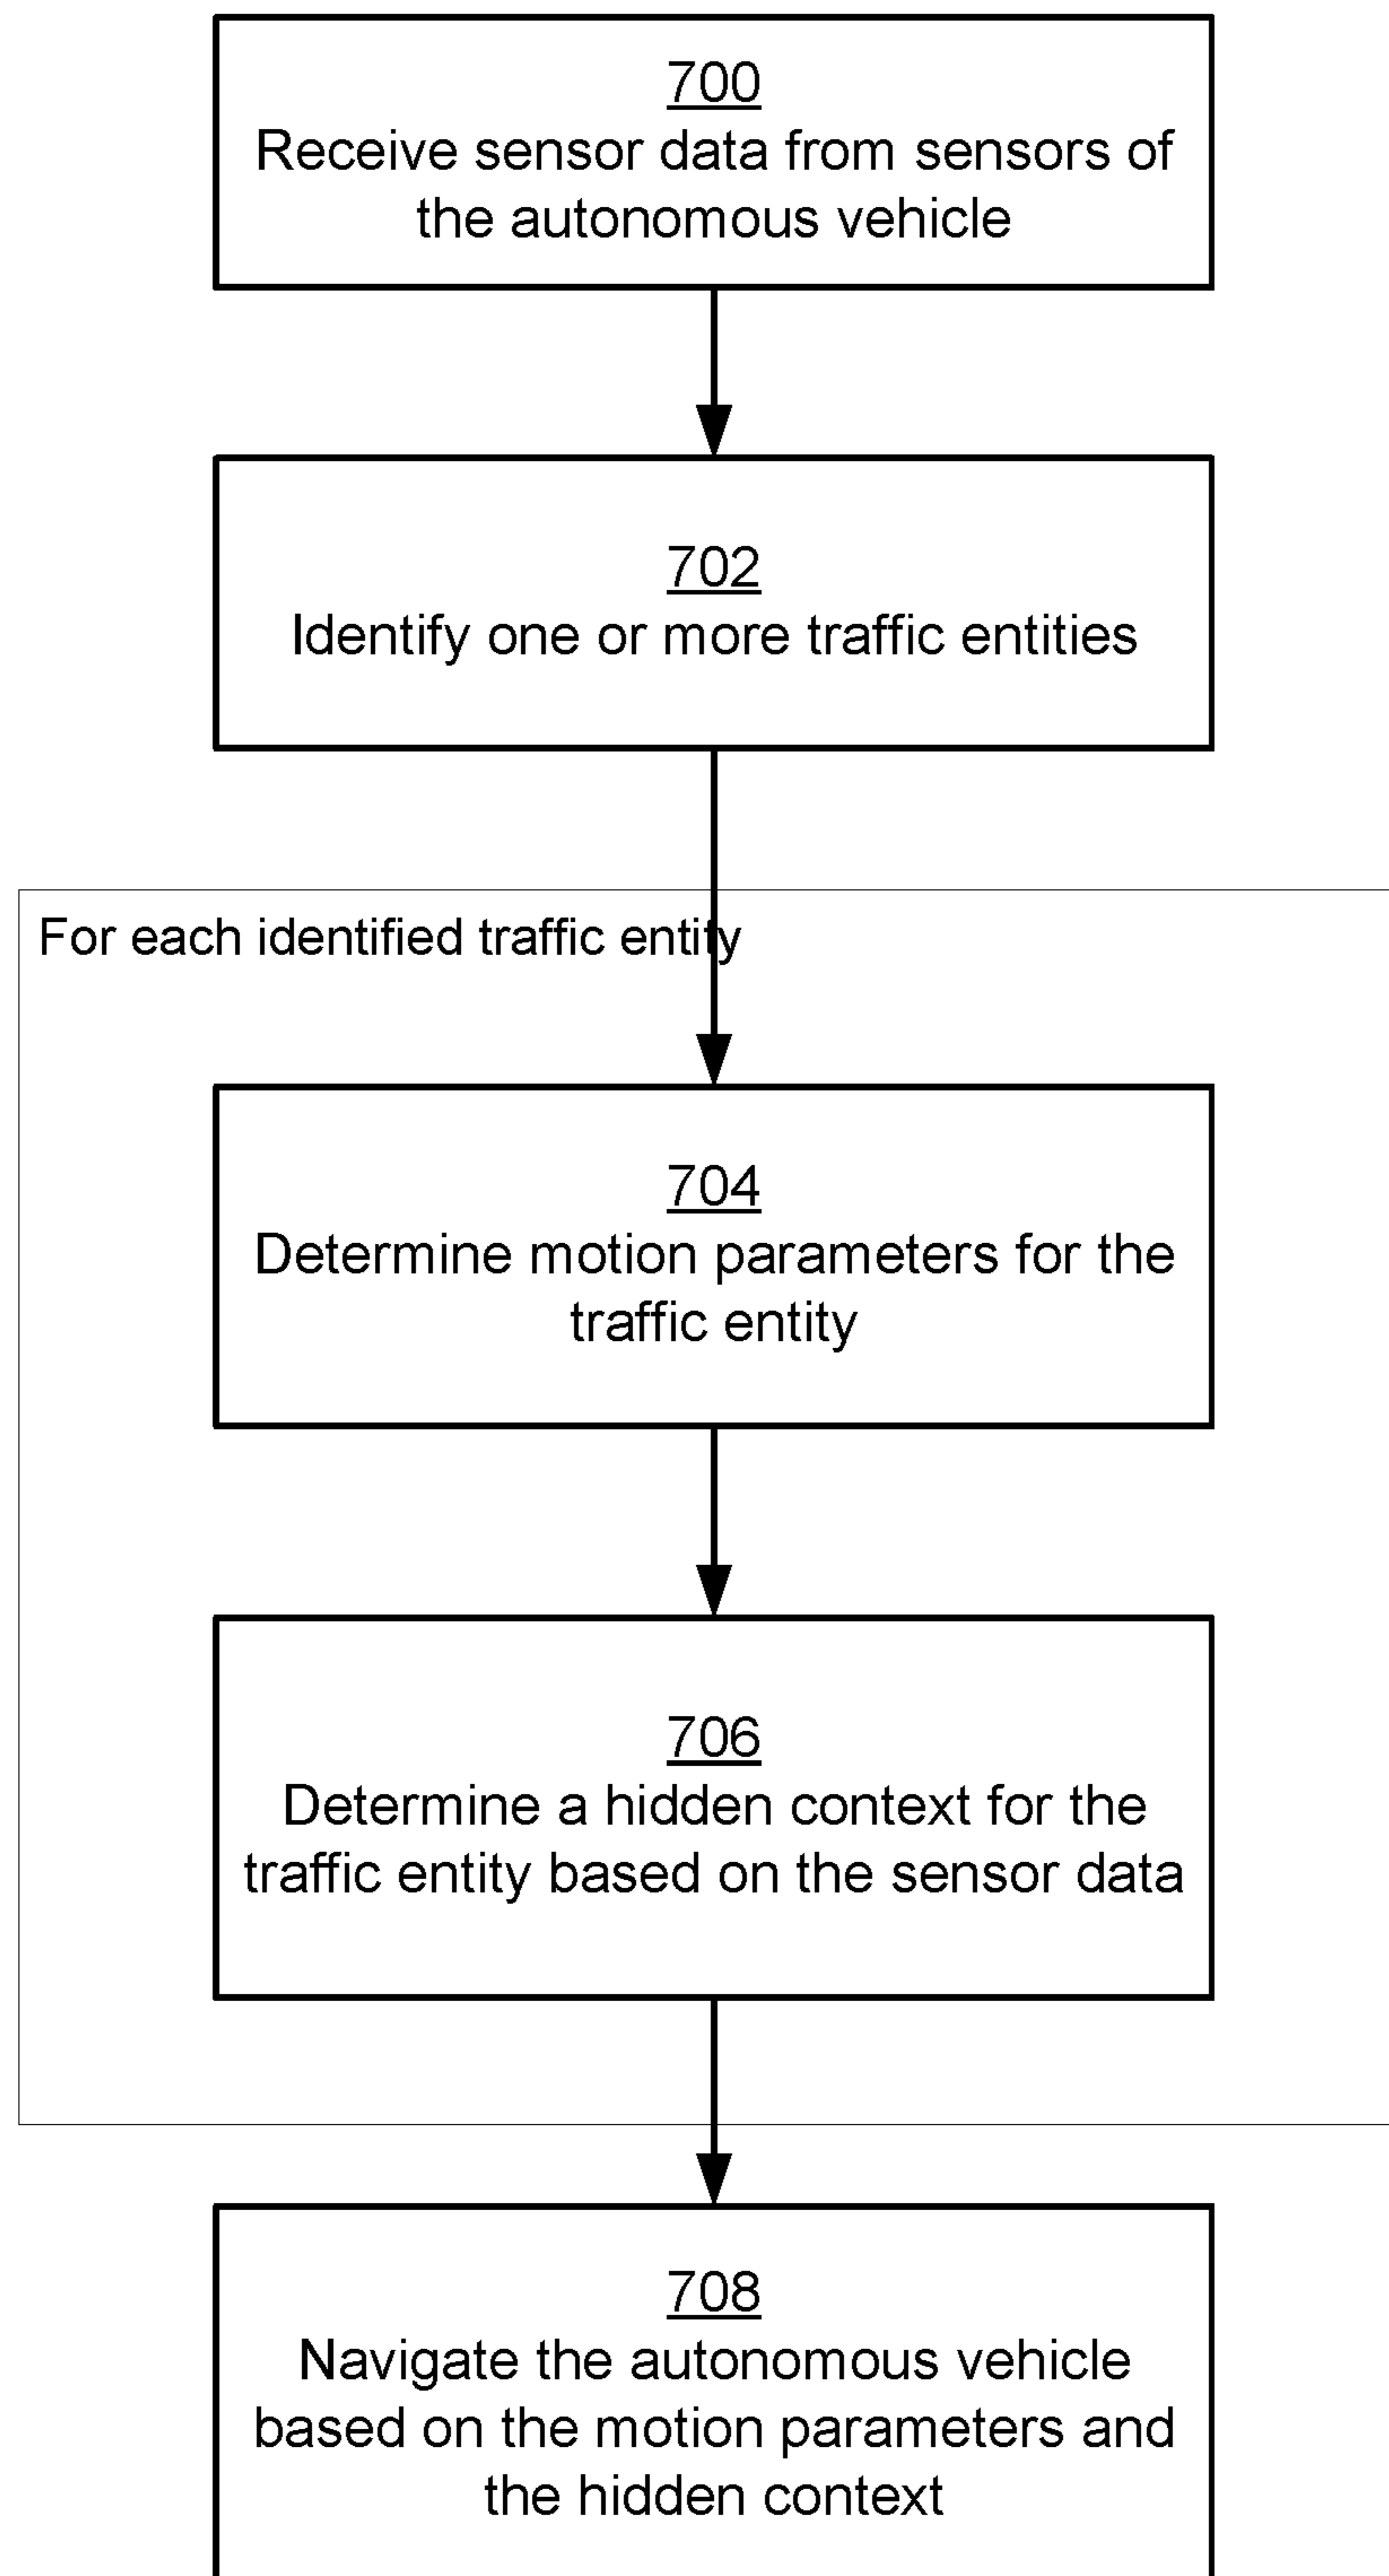 700
Receive sensor data from sensors of
the autonomous vehicle
702
Identify one or more traffic entities
For each identified traffic entity
704
Determine motion parameters for the
traffic entity
706
Determine a hidden context for the
traffic entity based on the sensor data
708
Navigate the autonomous vehicle
based on the motion parameters and
the hidden context